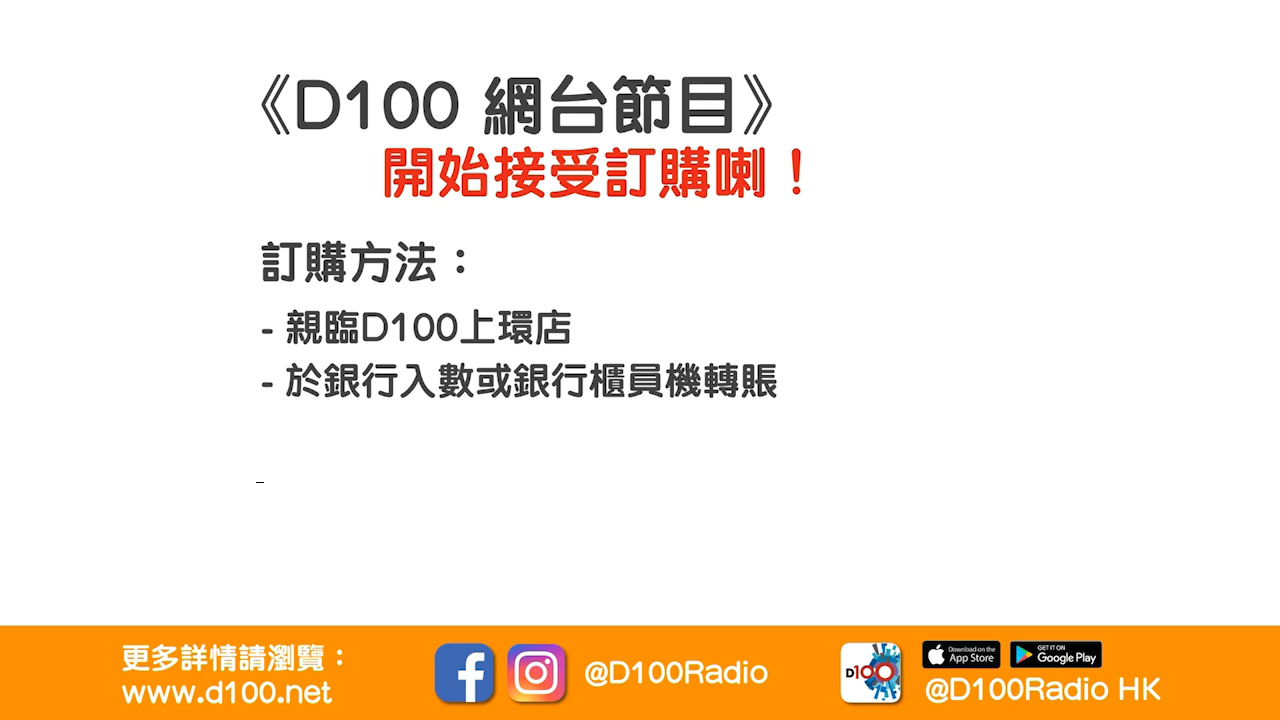 《D100 網台節目》
開始接受訂購喇！
訂購方法：
- 親臨D100上環店
- 於銀行入數或銀行櫃員機轉賬
更多詳情請瀏覽：
www.d100.net
@D100Radio
D100
Download on the App Store
GET IT ON Google Play
@D100Radio HK